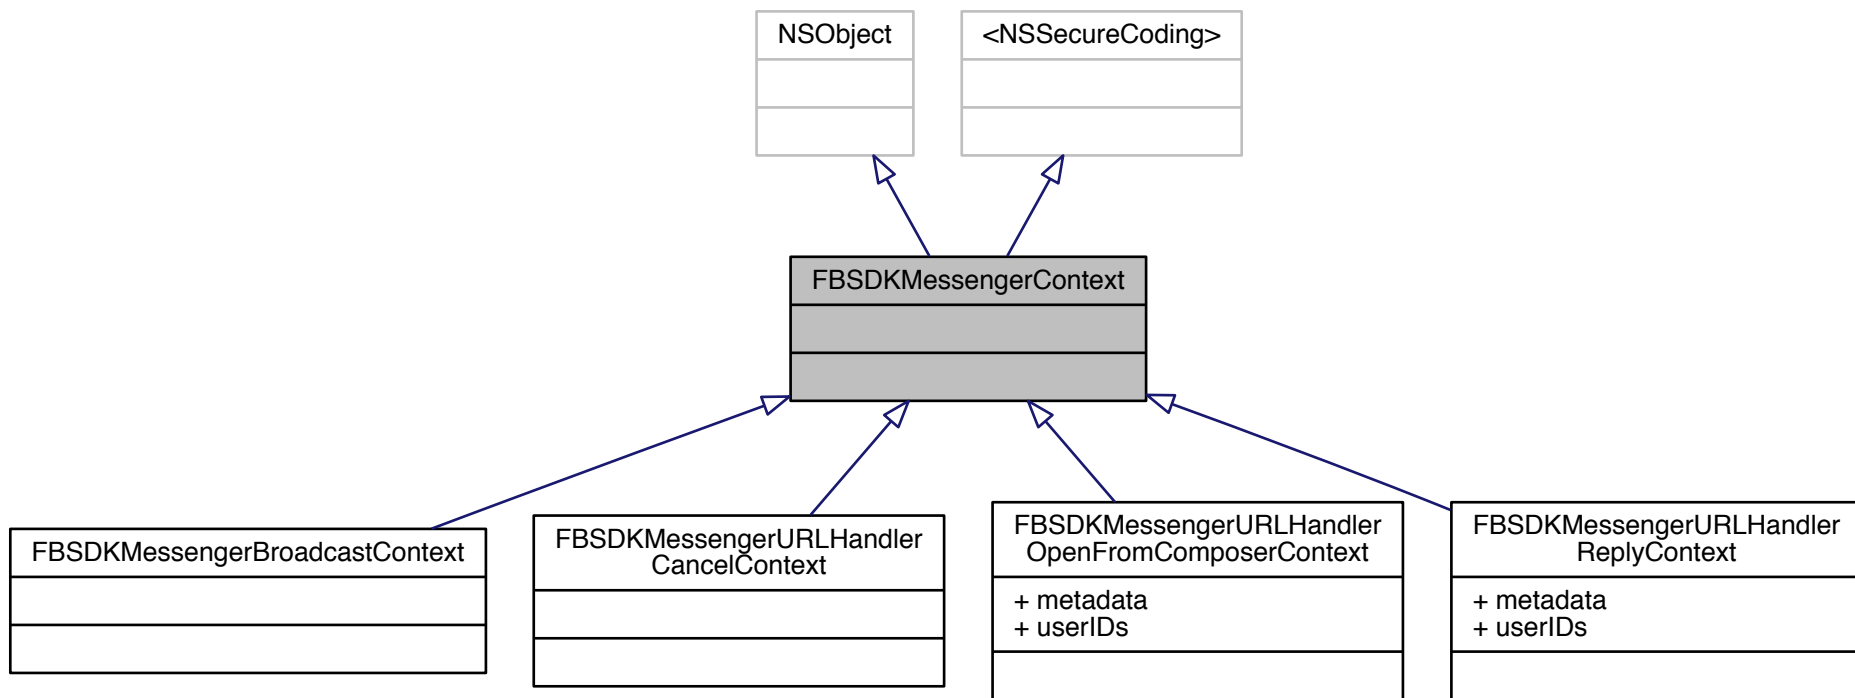 NSObject
<NSSecureCoding>
FBSDKMessengerContext
FBSDKMessengerBroadcastContext
FBSDKMessengerURLHandler
CancelContext
FBSDKMessengerURLHandler
OpenFromComposerContext
+ metadata
+ userIDs
FBSDKMessengerURLHandler
ReplyContext
+ metadata
+ userIDs